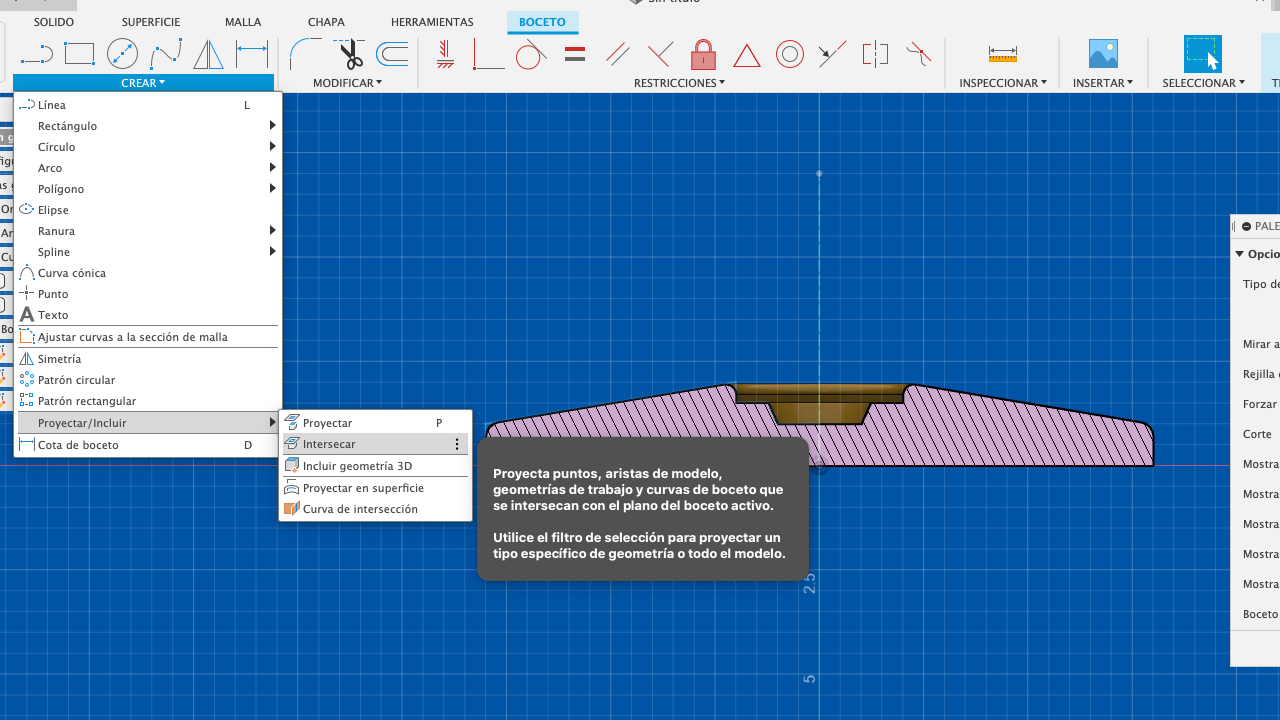 Sin título
SOLIDO
SUPERFICIE
MALLA
CHAPA
HERRAMIENTAS
BOCETO
CREAR
MODIFICAR
RESTRICCIONES
INSPECCIONAR
INSERTAR
SELECCIONAR
Línea L
Rectángulo
Círculo
Arco
Polígono
Elipse
Ranura
Spline
Curva cónica
Punto
A Texto
Ajustar curvas a la sección de malla
Simetría
Patrón circular
Patrón rectangular
Proyectar/Incluir
Cota de boceto D
Proyectar P
Intersecar
Incluir geometría 3D
Proyectar en superficie
Curva de intersección
Proyecta puntos, aristas de modelo,
geometrías de trabajo y curvas de boceto que
se intersecan con el plano del boceto activo.
Utilice el filtro de selección para proyectar un
tipo específico de geometría o todo el modelo.
2.5
5
PALE
Opcio
Tipo de
Mirar a
Rejilla d
Forzar
Corte
Mostra
Mostra
Mostra
Mostra
Mostra
Boceto